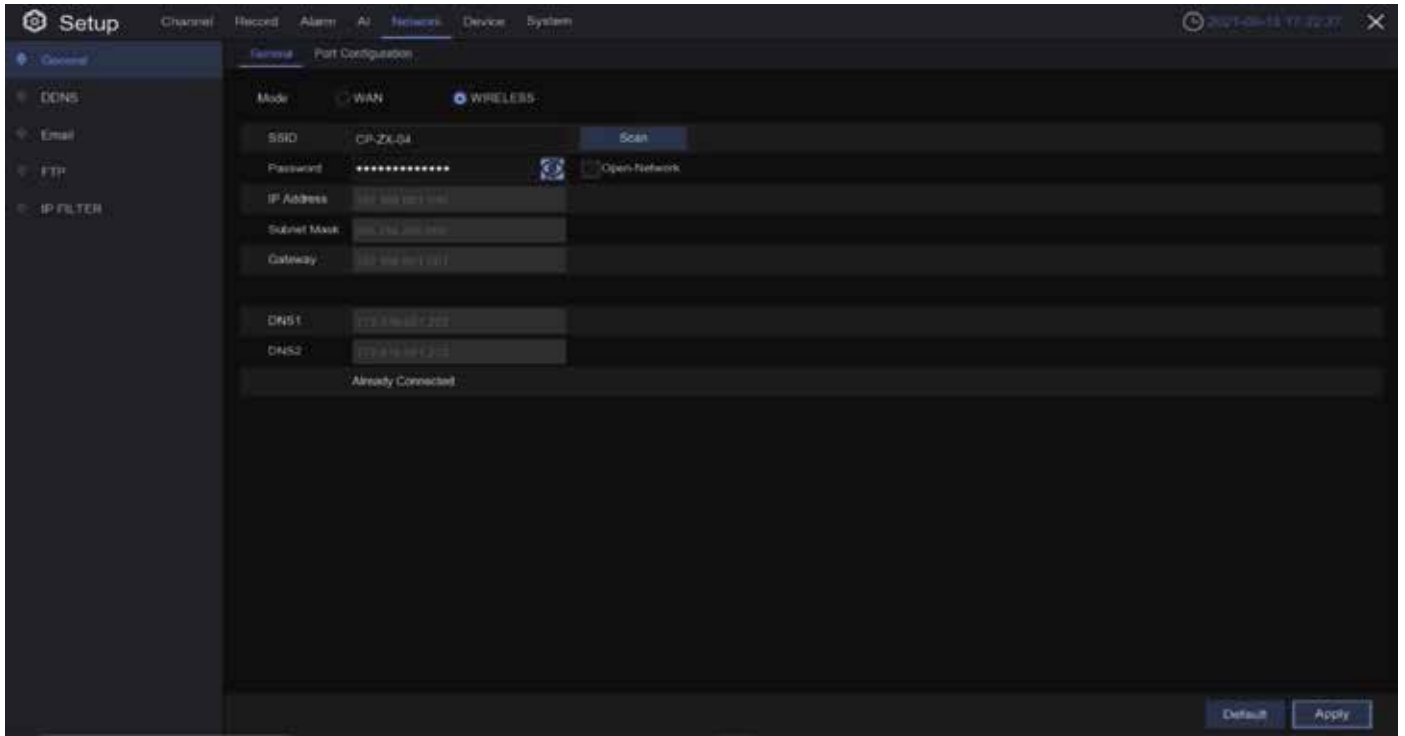 Setup Channel Record Alarm AI Network Device System
General
DDNS
Email
FTP
IP FILTER
General Port Configuration
Mode WAN WIRELESS
SSID CP-ZX-04 Scan
Password ••••••••••••• Open-Network
IP Address
Subnet Mask
Gateway
DNS1
DNS2
Already Connected
Default Apply